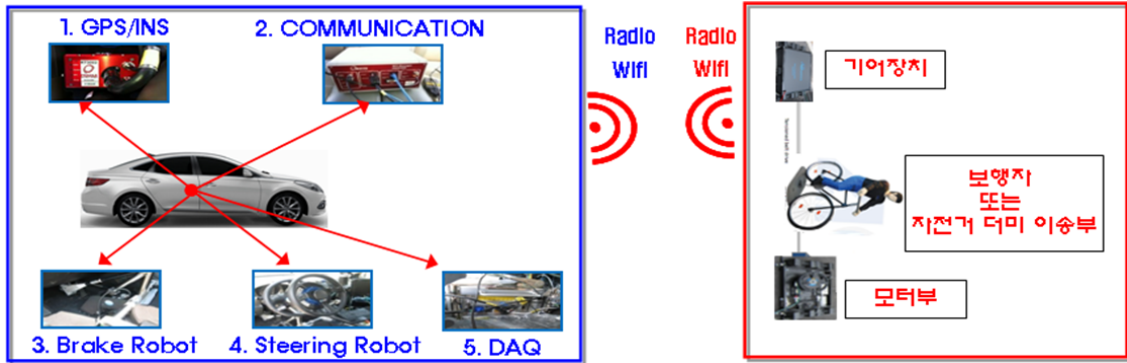 1. GPS/INS
2. COMMUNICATION
3. Brake Robot
4. Steering Robot
5. DAQ
Radio
Wifi
Radio
Wifi
기어장치
보행자
또는
자전거 더미 이송부
모터부